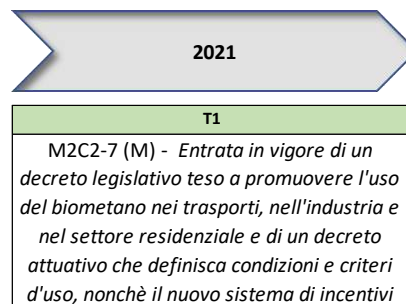 2021
T1
M2C2-7 (M) - Entrata in vigore di un
decreto legislativo teso a promuovere l'uso
del biometano nei trasporti, nell'industria e
nel settore residenziale e di un decreto
attuativo che definisca condizioni e criteri
d'uso, nonchè il nuovo sistema di incentivi